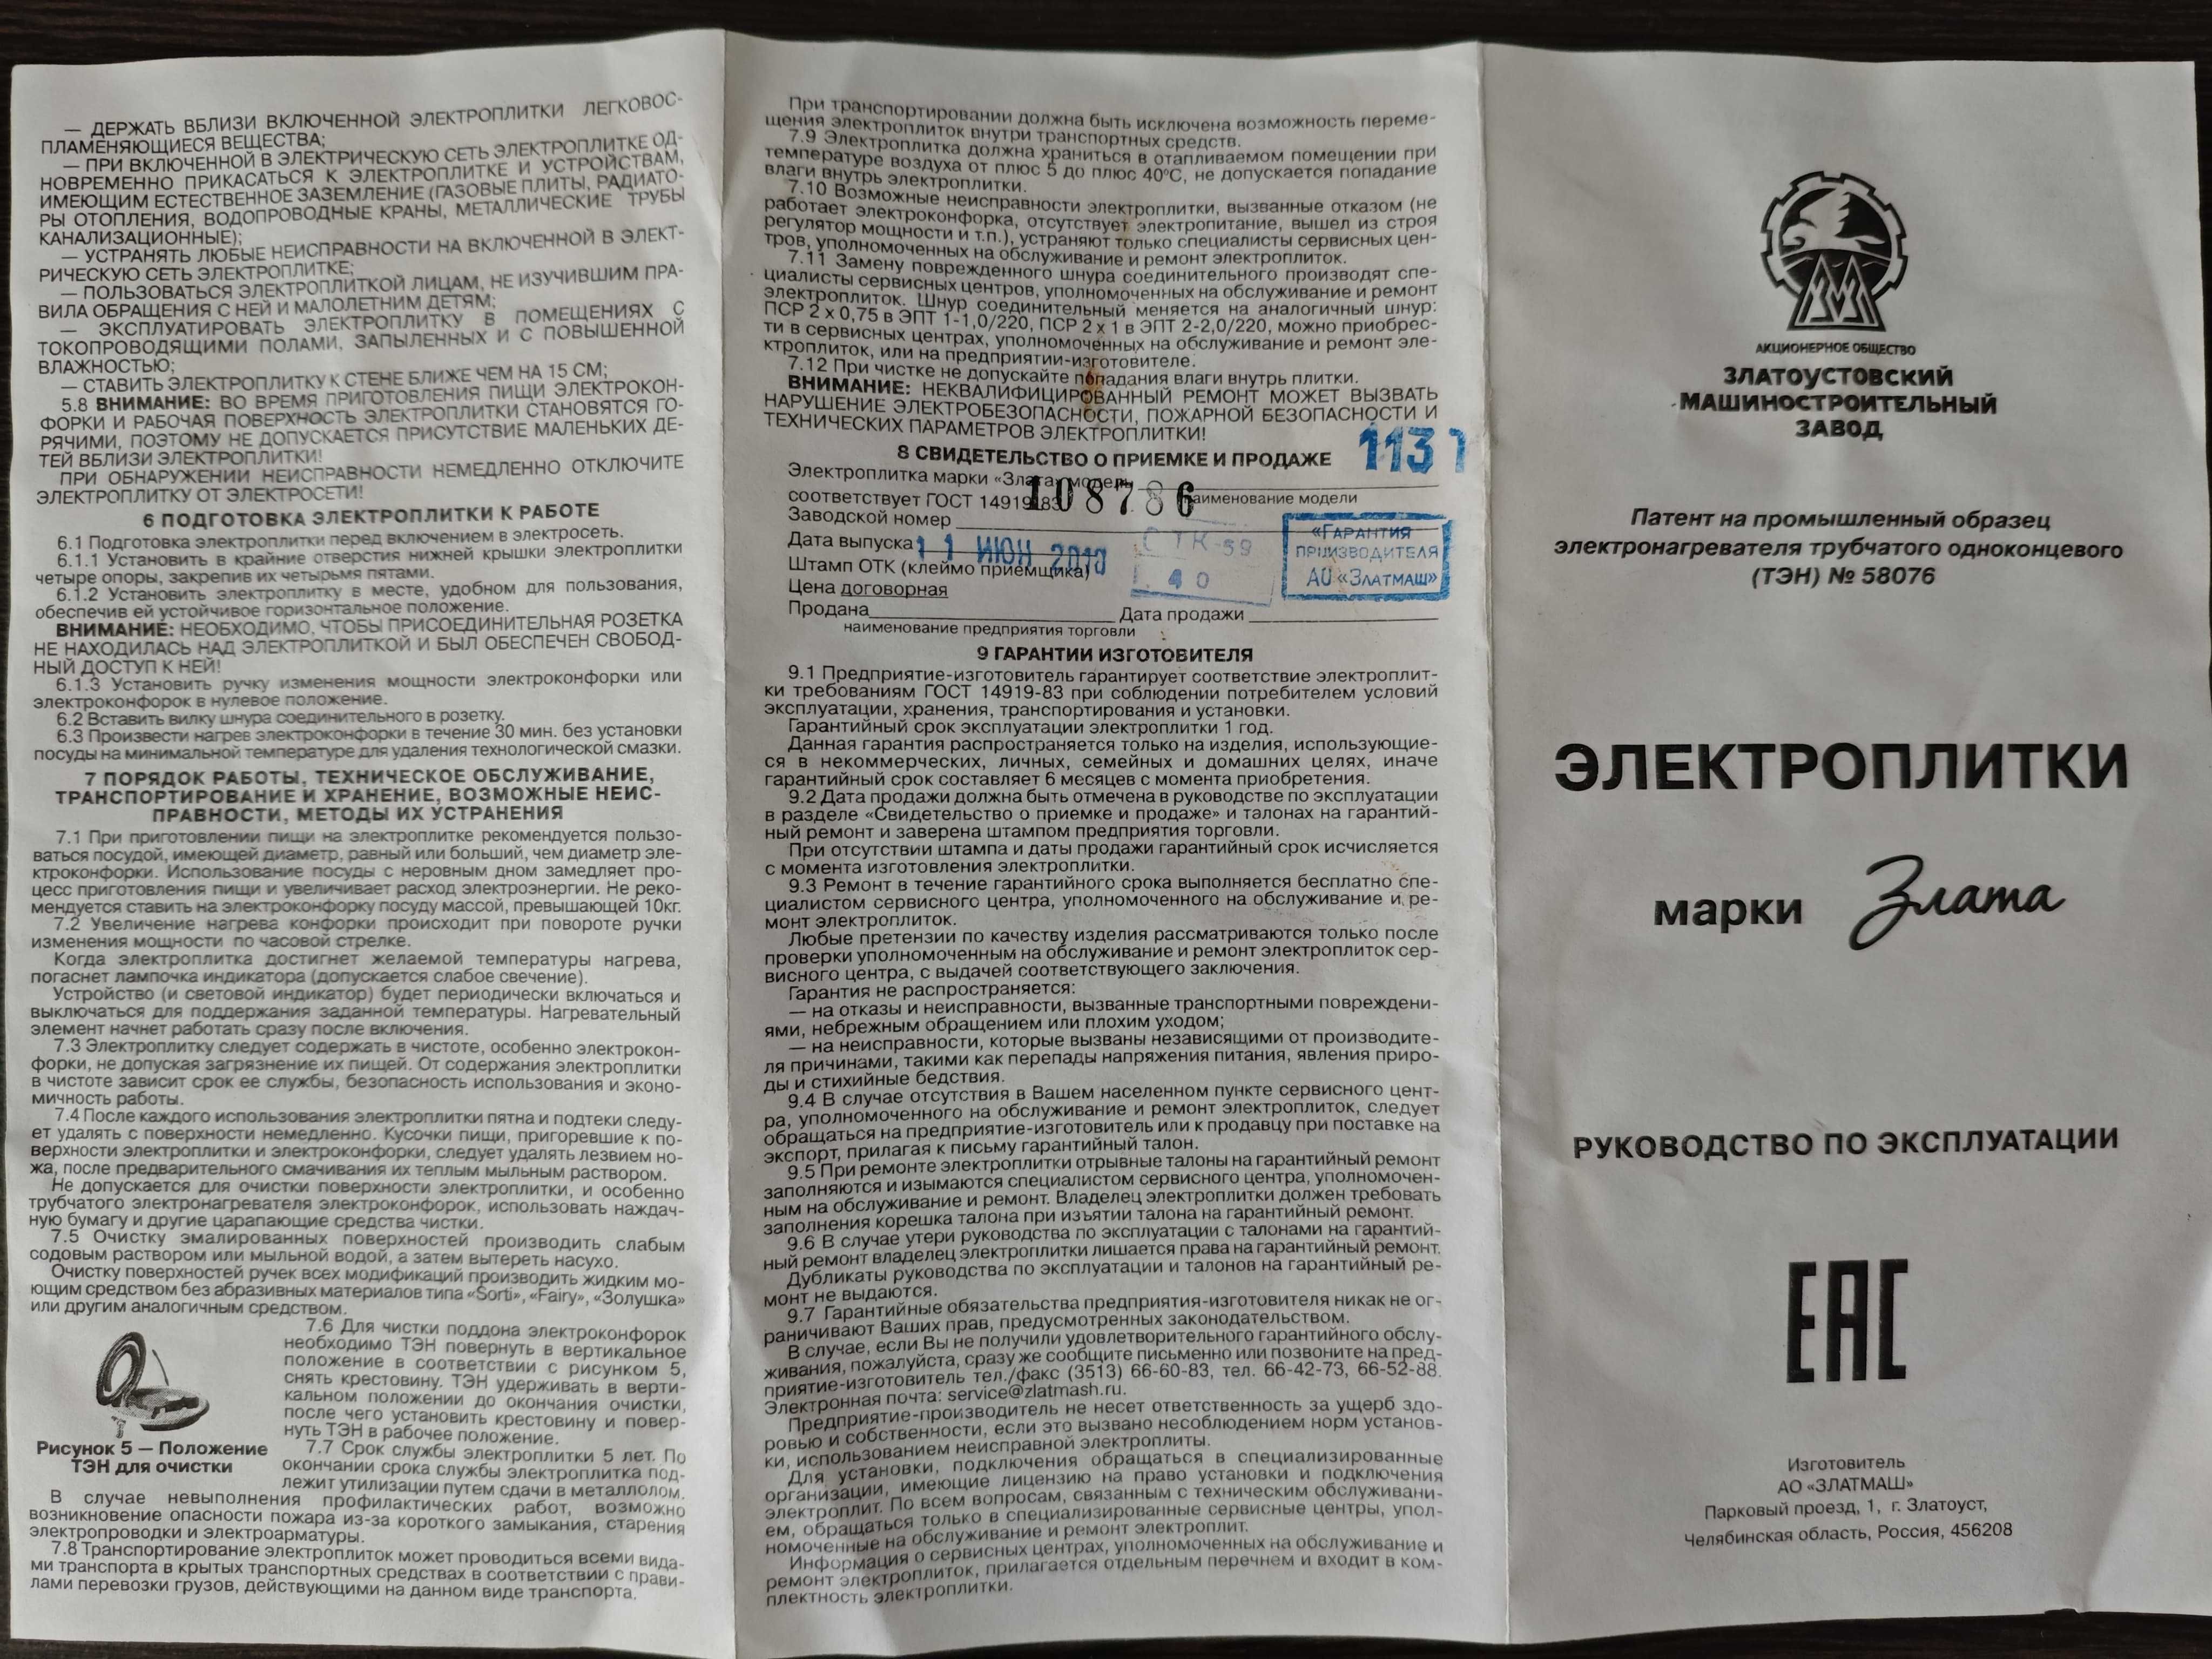 — ДЕРЖАТЬ ВБЛИЗИ ВКЛЮЧЕННОЙ ЭЛЕКТРОПЛИТКИ ЛЕГКОВОС-
ПЛАМЕНЯЮЩИЕСЯ ВЕЩЕСТВА;
— ПРИ ВКЛЮЧЕННОЙ В ЭЛЕКТРИЧЕСКУЮ СЕТЬ ЭЛЕКТРОПЛИТКЕ ОД-
НОВРЕМЕННО ПРИКАСАТЬСЯ К ЭЛЕКТРОПЛИТКЕ И УСТРОЙСТВАМ,
ИМЕЮЩИМ ЕСТЕСТВЕННОЕ ЗАЗЕМЛЕНИЕ (ГАЗОВЫЕ ПЛИТЫ, РАДИАТО-
РЫ ОТОПЛЕНИЯ, ВОДОПРОВОДНЫЕ КРАНЫ, МЕТАЛЛИЧЕСКИЕ ТРУБЫ
КАНАЛИЗАЦИОННЫЕ);
— УСТРАНЯТЬ ЛЮБЫЕ НЕИСПРАВНОСТИ НА ВКЛЮЧЕННОЙ В ЭЛЕКТ-
РИЧЕСКУЮ СЕТЬ ЭЛЕКТРОПЛИТКЕ;
— ПОЛЬЗОВАТЬСЯ ЭЛЕКТРОПЛИТКОЙ ЛИЦАМ, НЕ ИЗУЧИВШИМ ПРА-
ВИЛА ОБРАЩЕНИЯ С НЕЙ И МАЛОЛЕТНИМ ДЕТЯМ;
— ЭКСПЛУАТИРОВАТЬ ЭЛЕКТРОПЛИТКУ В ПОМЕЩЕНИЯХ С
ТОКОПРОВОДЯЩИМИ ПОЛАМИ, ЗАПЫЛЕННЫХ И С ПОВЫШЕННОЙ
ВЛАЖНОСТЬЮ;
— СТАВИТЬ ЭЛЕКТРОПЛИТКУ К СТЕНЕ БЛИЖЕ ЧЕМ НА 15 СМ;
5.8 ВНИМАНИЕ: ВО ВРЕМЯ ПРИГОТОВЛЕНИЯ ПИЩИ ЭЛЕКТРОКОН-
ФОРКИ И РАБОЧАЯ ПОВЕРХНОСТЬ ЭЛЕКТРОПЛИТКИ СТАНОВЯТСЯ ГО-
РЯЧИМИ, ПОЭТОМУ НЕ ДОПУСКАЕТСЯ ПРИСУТСТВИЕ МАЛЕНЬКИХ ДЕ-
ТЕЙ ВБЛИЗИ ЭЛЕКТРОПЛИТКИ!
ПРИ ОБНАРУЖЕНИИ НЕИСПРАВНОСТИ НЕМЕДЛЕННО ОТКЛЮЧИТЕ
ЭЛЕКТРОПЛИТКУ ОТ ЭЛЕКТРОСЕТИ!
6 ПОДГОТОВКА ЭЛЕКТРОПЛИТКИ К РАБОТЕ
6.1 Подготовка электроплитки перед включением в электросеть.
6.1.1 Установить в крайние отверстия нижней крышки электроплитки
четыре опоры, закрепив их четырьмя пятами.
6.1.2 Установить электроплитку в месте, удобном для пользования,
обеспечив ей устойчивое горизонтальное положение.
ВНИМАНИЕ: НЕОБХОДИМО, ЧТОБЫ ПРИСОЕДИНИТЕЛЬНАЯ РОЗЕТКА
НЕ НАХОДИЛАСЬ НАД ЭЛЕКТРОПЛИТКОЙ И БЫЛ ОБЕСПЕЧЕН СВОБОД-
НЫЙ ДОСТУП К НЕЙ!
6.1.3 Установить ручку изменения мощности электроконфорки или
электроконфорок в нулевое положение.
6.2 Вставить вилку шнура соединительного в розетку.
6.3 Произвести нагрев электроконфорки в течение 30 мин. без установки
посуды на минимальной температуре для удаления технологической смазки.
7 ПОРЯДОК РАБОТЫ, ТЕХНИЧЕСКОЕ ОБСЛУЖИВАНИЕ,
ТРАНСПОРТИРОВАНИЕ И ХРАНЕНИЕ, ВОЗМОЖНЫЕ НЕИС-
ПРАВНОСТИ, МЕТОДЫ ИХ УСТРАНЕНИЯ
7.1 При приготовлении пищи на электроплитке рекомендуется пользо-
ваться посудой, имеющей диаметр, равный или больший, чем диаметр эле-
ктроконфорки. Использование посуды с неровным дном замедляет про-
цесс приготовления пищи и увеличивает расход электроэнергии. Не реко-
мендуется ставить на электроконфорку посуду массой, превышающей 10кг.
7.2 Увеличение нагрева конфорки происходит при повороте ручки
изменения мощности по часовой стрелке.
Когда электроплитка достигнет желаемой температуры нагрева,
погаснет лампочка индикатора (допускается слабое свечение).
Устройство (и световой индикатор) будет периодически включаться и
выключаться для поддержания заданной температуры. Нагревательный
элемент начнет работать сразу после включения.
7.3 Электроплитку следует содержать в чистоте, особенно электрокон-
форки, не допуская загрязнение их пищей. От содержания электроплитки
в чистоте зависит срок ее службы, безопасность использования и эконо-
мичность работы.
7.4 После каждого использования электроплитки пятна и подтеки следу-
ет удалять с поверхности немедленно. Кусочки пищи, пригоревшие к по-
верхности электроплитки и электроконфорки, следует удалять лезвием но-
жа, после предварительного смачивания их теплым мыльным раствором.
Не допускается для очистки поверхности электроплитки, и особенно
трубчатого электронагревателя электроконфорок, использовать наждач-
ную бумагу и другие царапающие средства чистки.
7.5 Очистку эмалированных поверхностей производить слабым
содовым раствором или мыльной водой, а затем вытереть насухо.
Очистку поверхностей ручек всех модификаций производить жидким мо-
ющим средством без абразивных материалов типа «Sorti», «Fairy», «Золушка»
или другим аналогичным средством.
7.6 Для чистки поддона электроконфорок
необходимо ТЭН повернуть в вертикальное
положение в соответствии с рисунком 5,
снять крестовину. ТЭН удерживать в верти-
кальном положении до окончания очистки,
после чего установить крестовину и повер-
нуть ТЭН в рабочее положение.
Рисунок 5 — Положение
ТЭН для очистки
7.7 Срок службы электроплитки 5 лет. По
окончании срока службы электроплитка под-
лежит утилизации путем сдачи в металлолом.
В случае невыполнения профилактических работ, возможно
возникновение опасности пожара из-за короткого замыкания, старения
электропроводки и электроарматуры.
7.8 Транспортирование электроплиток может проводиться всеми вида-
ми транспорта в крытых транспортных средствах в соответствии с прави-
лами перевозки грузов, действующими на данном виде транспорта.
При транспортировании должна быть исключена возможность переме-
щения электроплиток внутри транспортных средств.
7.9 Электроплитка должна храниться в отапливаемом помещении при
температуре воздуха от плюс 5 до плюс 40°С, не допускается попадание
влаги внутрь электроплитки.
7.10 Возможные неисправности электроплитки, вызванные отказом (не
работает электроконфорка, отсутствует электропитание, вышел из строя
регулятор мощности и т.п.), устраняют только специалисты сервисных цен-
тров, уполномоченных на обслуживание и ремонт электроплиток.
7.11 Замену поврежденного шнура соединительного производят спе-
циалисты сервисных центров, уполномоченных на обслуживание и ремонт
электроплиток. Шнур соединительный меняется на аналогичный шнур:
ПСР 2 х 0,75 в ЭПТ 1-1,0/220, ПСР 2 х 1 в ЭПТ 2-2,0/220, можно приобрес-
ти в сервисных центрах, уполномоченных на обслуживание и ремонт эле-
ктроплиток, или на предприятии-изготовителе.
7.12 При чистке не допускайте попадания влаги внутрь плитки.
ВНИМАНИЕ: НЕКВАЛИФИЦИРОВАННЫЙ РЕМОНТ МОЖЕТ ВЫЗВАТЬ
НАРУШЕНИЕ ЭЛЕКТРОБЕЗОПАСНОСТИ, ПОЖАРНОЙ БЕЗОПАСНОСТИ И
ТЕХНИЧЕСКИХ ПАРАМЕТРОВ ЭЛЕКТРОПЛИТКИ!
8 СВИДЕТЕЛЬСТВО О ПРИЕМКЕ И ПРОДАЖЕ
113
Электроплитка марки «Злата» модель
соответствует ГОСТ 14919-83 наименование модели
108786
Заводской номер
Дата выпуска 11 ИЮН
Штамп ОТК (клеймо приемщика)
СТК-59
40
«ГАРАНТИЯ
ПРОИЗВОДИТЕЛЯ
АО «ЗЛАТМАШ»
Цена договорная
Продана Дата продажи
наименование предприятия торговли
9 ГАРАНТИИ ИЗГОТОВИТЕЛЯ
9.1 Предприятие-изготовитель гарантирует соответствие электроплит-
ки требованиям ГОСТ 14919-83 при соблюдении потребителем условий
эксплуатации, хранения, транспортирования и установки.
Гарантийный срок эксплуатации электроплитки 1 год.
Данная гарантия распространяется только на изделия, использующие-
ся в некоммерческих, личных, семейных и домашних целях, иначе
гарантийный срок составляет 6 месяцев с момента приобретения.
9.2 Дата продажи должна быть отмечена в руководстве по эксплуатации
в разделе «Свидетельство о приемке и продаже» и талонах на гарантий-
ный ремонт и заверена штампом предприятия торговли.
При отсутствии штампа и даты продажи гарантийный срок исчисляется
с момента изготовления электроплитки.
9.3 Ремонт в течение гарантийного срока выполняется бесплатно спе-
циалистом сервисного центра, уполномоченного на обслуживание и ре-
монт электроплиток.
Любые претензии по качеству изделия рассматриваются только после
проверки уполномоченным на обслуживание и ремонт электроплиток сер-
висного центра, с выдачей соответствующего заключения.
Гарантия не распространяется:
— на отказы и неисправности, вызванные транспортными повреждени-
ями, небрежным обращением или плохим уходом;
— на неисправности, которые вызваны независящими от производите-
ля причинами, такими как перепады напряжения питания, явления приро-
ды и стихийные бедствия.
9.4 В случае отсутствия в Вашем населенном пункте сервисного цент-
ра, уполномоченного на обслуживание и ремонт электроплиток, следует
обращаться на предприятие-изготовитель или к продавцу при поставке на
экспорт, прилагая к письму гарантийный талон.
9.5 При ремонте электроплитки отрывные талоны на гарантийный ремонт
заполняются и изымаются специалистом сервисного центра, уполномочен-
ным на обслуживание и ремонт. Владелец электроплитки должен требовать
заполнения корешка талона при изъятии талона на гарантийный ремонт.
9.6 В случае утери руководства по эксплуатации с талонами на гарантий-
ный ремонт владелец электроплитки лишается права на гарантийный ремонт.
Дубликаты руководства по эксплуатации и талонов на гарантийный ре-
монт не выдаются.
9.7 Гарантийные обязательства предприятия-изготовителя никак не ог-
раничивают Ваших прав, предусмотренных законодательством.
В случае, если Вы не получили удовлетворительного гарантийного обслу-
живания, пожалуйста, сразу же сообщите письменно или позвоните на пред-
приятие-изготовитель тел./факс (3513) 66-60-83, тел. 66-42-73, 66-52-88.
Электронная почта: service@zlatmash.ru.
Предприятие-производитель не несет ответственность за ущерб здо-
ровью и собственности, если это вызвано несоблюдением норм установ-
ки, использованием неисправной электроплиты.
Для установки, подключения обращаться в специализированные
организации, имеющие лицензию на право установки и подключения
электроплит. По всем вопросам, связанным с техническим обслуживани-
ем, обращаться только в специализированные сервисные центры, упол-
номоченные на обслуживание и ремонт электроплит.
Информация о сервисных центрах, уполномоченных на обслуживание и
ремонт электроплиток, прилагается отдельным перечнем и входит в ком-
плектность электроплитки.
АКЦИОНЕРНОЕ ОБЩЕСТВО
ЗЛАТОУСТОВСКИЙ
МАШИНОСТРОИТЕЛЬНЫЙ
ЗАВОД
Патент на промышленный образец
электронагревателя трубчатого одноконцевого
(ТЭН) № 58076
ЭЛЕКТРОПЛИТКИ
марки Злата
РУКОВОДСТВО ПО ЭКСПЛУАТАЦИИ
EAC
Изготовитель
АО «ЗЛАТМАШ»
Парковый проезд, 1, г. Златоуст,
Челябинская область, Россия, 456208